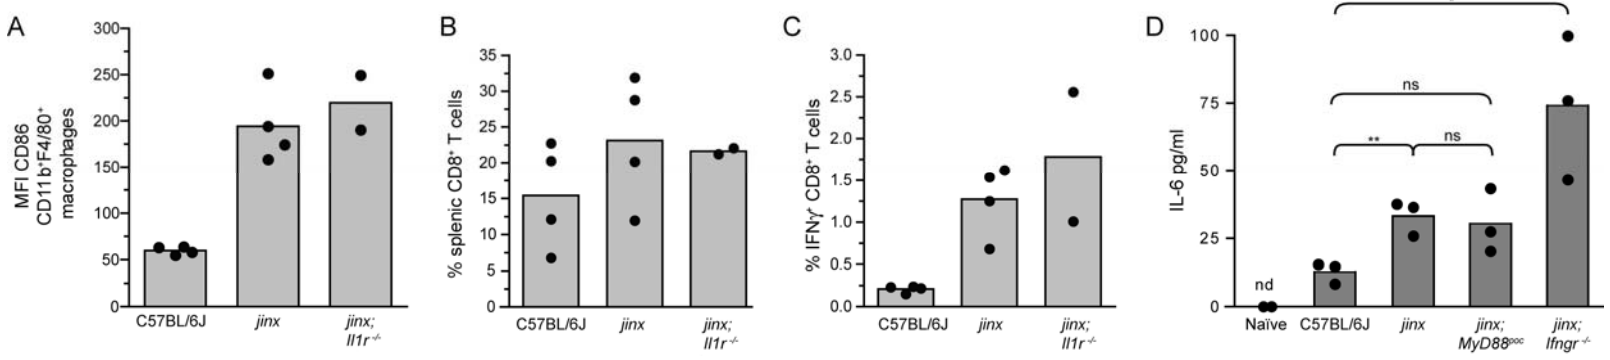 A
MFI CD86
CD11b⁺F4/80⁺
macrophages
300
250
200
150
100
50
0
C57BL/6J
jinx
jinx;
Il1r -/-
B
% splenic CD8⁺ T cells
35
30
25
20
15
10
5
0
C57BL/6J
jinx
jinx;
Il1r -/-
C
% IFNγ⁺ CD8⁺ T cells
3.0
2.5
2.0
1.5
1.0
0.5
0.0
C57BL/6J
jinx
jinx;
Il1r -/-
D
IL-6 pg/ml
100
75
50
25
0
ns
**
ns
nd
Naïve
C57BL/6J
jinx
jinx;
MyD88poc
jinx;
Ifngr -/-